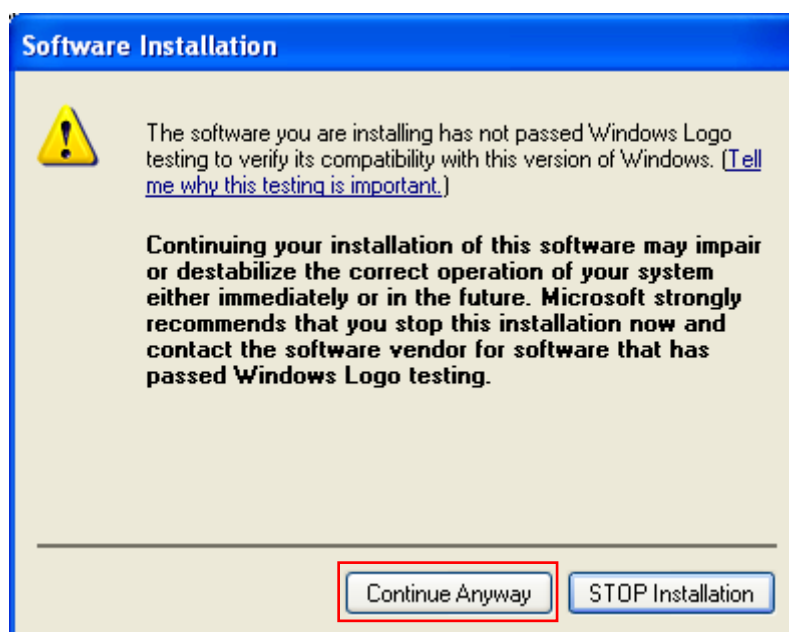 Software Installation
The software you are installing has not passed Windows Logo
testing to verify its compatibility with this version of Windows. (Tell
me why this testing is important.)
Continuing your installation of this software may impair
or destabilize the correct operation of your system
either immediately or in the future. Microsoft strongly
recommends that you stop this installation now and
contact the software vendor for software that has
passed Windows Logo testing.
Continue Anyway
STOP Installation